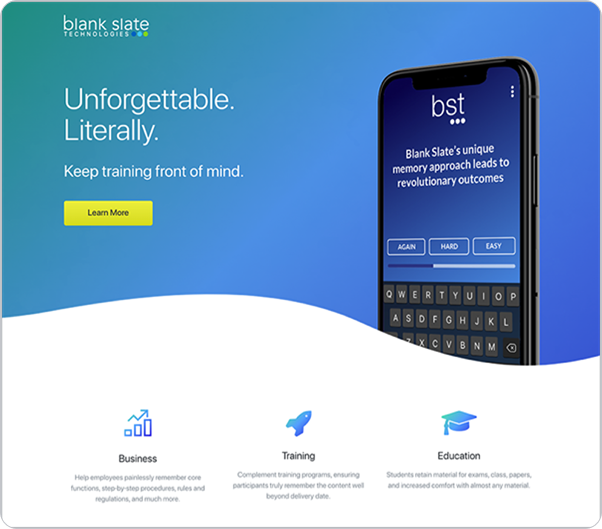 blank slate
TECHNOLOGIES
Unforgettable.
Literally.
Keep training front of mind.
Learn More
bst
Blank Slate's unique
memory approach leads to
revolutionary outcomes
AGAIN HARD EASY
Q W E R T Y U I O P
A S D F G H J K L
Z X C V B N M
Business
Help employees painlessly remember core
functions, step-by-step procedures, rules and
regulations, and much more.
Training
Complement training programs, ensuring
participants truly remember the content well
beyond delivery date.
Education
Students retain material for exams, class, papers,
and increased comfort with almost any material.